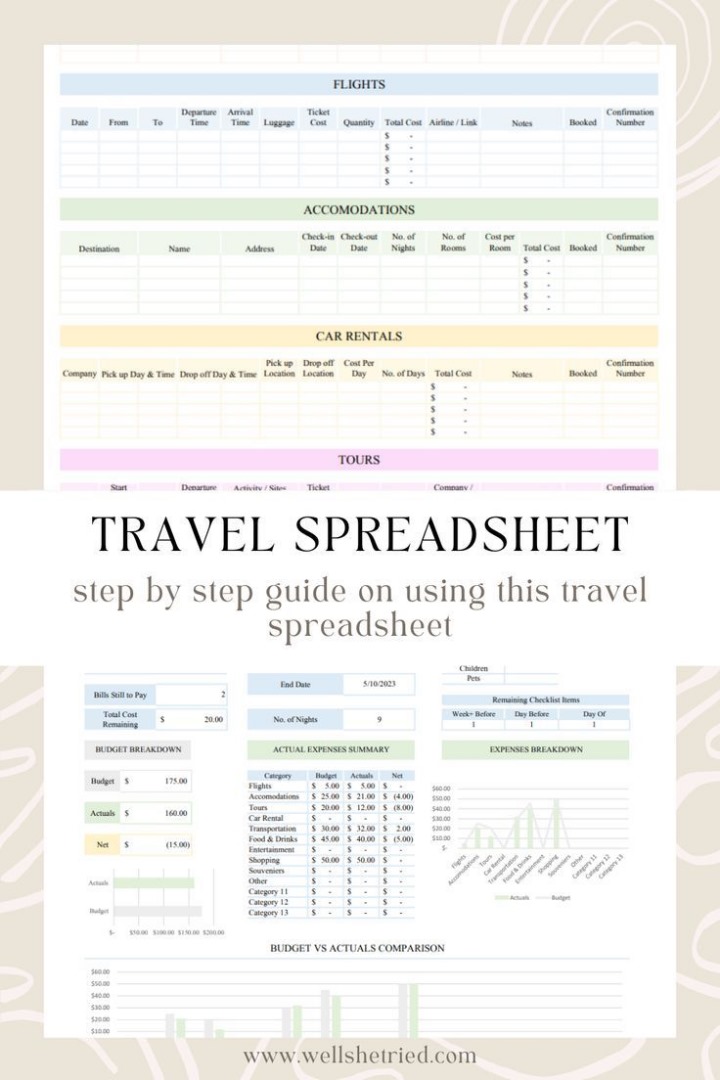 FLIGHTS
Date From To Departure Time Arrival Time Luggage Ticket Cost Quantity Total Cost Airline / Link Notes Booked Confirmation Number
$ -
$ -
$ -
$ -
$ -
ACCOMODATIONS
Destination Name Address Check-in Date Check-out Date No. of Nights No. of Rooms Cost per Room Total Cost Booked Confirmation Number
$ -
$ -
$ -
$ -
$ -
CAR RENTALS
Company Pick up Day & Time Drop off Day & Time Pick up Location Drop off Location Cost Per Day No. of Days Total Cost Notes Booked Confirmation Number
$ -
$ -
$ -
$ -
$ -
TOURS
Start Departure Activity / Sites Ticket Company / Confirmation
TRAVEL SPREADSHEET
step by step guide on using this travel
spreadsheet
Children
Pets
Bills Still to Pay 2
End Date 5/10/2023
Remaining Checklist Items
Week+ Before Day Before Day Of
1 1 1
Total Cost Remaining $ 20.00
No. of Nights 9
BUDGET BREAKDOWN
Budget $ 175.00
Actuals $ 160.00
Net $ (15.00)
Actuals
Budget
$- $50.00 $100.00 $150.00 $200.00
ACTUAL EXPENSES SUMMARY
Category Budget Actuals Net
Flights $ 5.00 $ 5.00 $ -
Accomodations $ 25.00 $ 21.00 $ (4.00)
Tours $ 20.00 $ 12.00 $ (8.00)
Car Rental $ - $ - $ -
Transportation $ 30.00 $ 32.00 $ 2.00
Food & Drinks $ 45.00 $ 40.00 $ (5.00)
Entertainment $ - $ - $ -
Shopping $ 50.00 $ 50.00 $ -
Souveniers $ - $ - $ -
Other $ - $ - $ -
Category 11 $ - $ - $ -
Category 12 $ - $ - $ -
Category 13 $ - $ - $ -
EXPENSES BREAKDOWN
$60.00
$50.00
$40.00
$30.00
$20.00
$10.00
$-
Flights
Accomodations
Tours
Car Rental
Transportation
Food & Drinks
Entertainment
Shopping
Souveniers
Other
Category 11
Category 12
Category 13
Actuals Budget
BUDGET VS ACTUALS COMPARISON
$60.00
$50.00
$40.00
$30.00
$20.00
$10.00
www.wellshetried.com